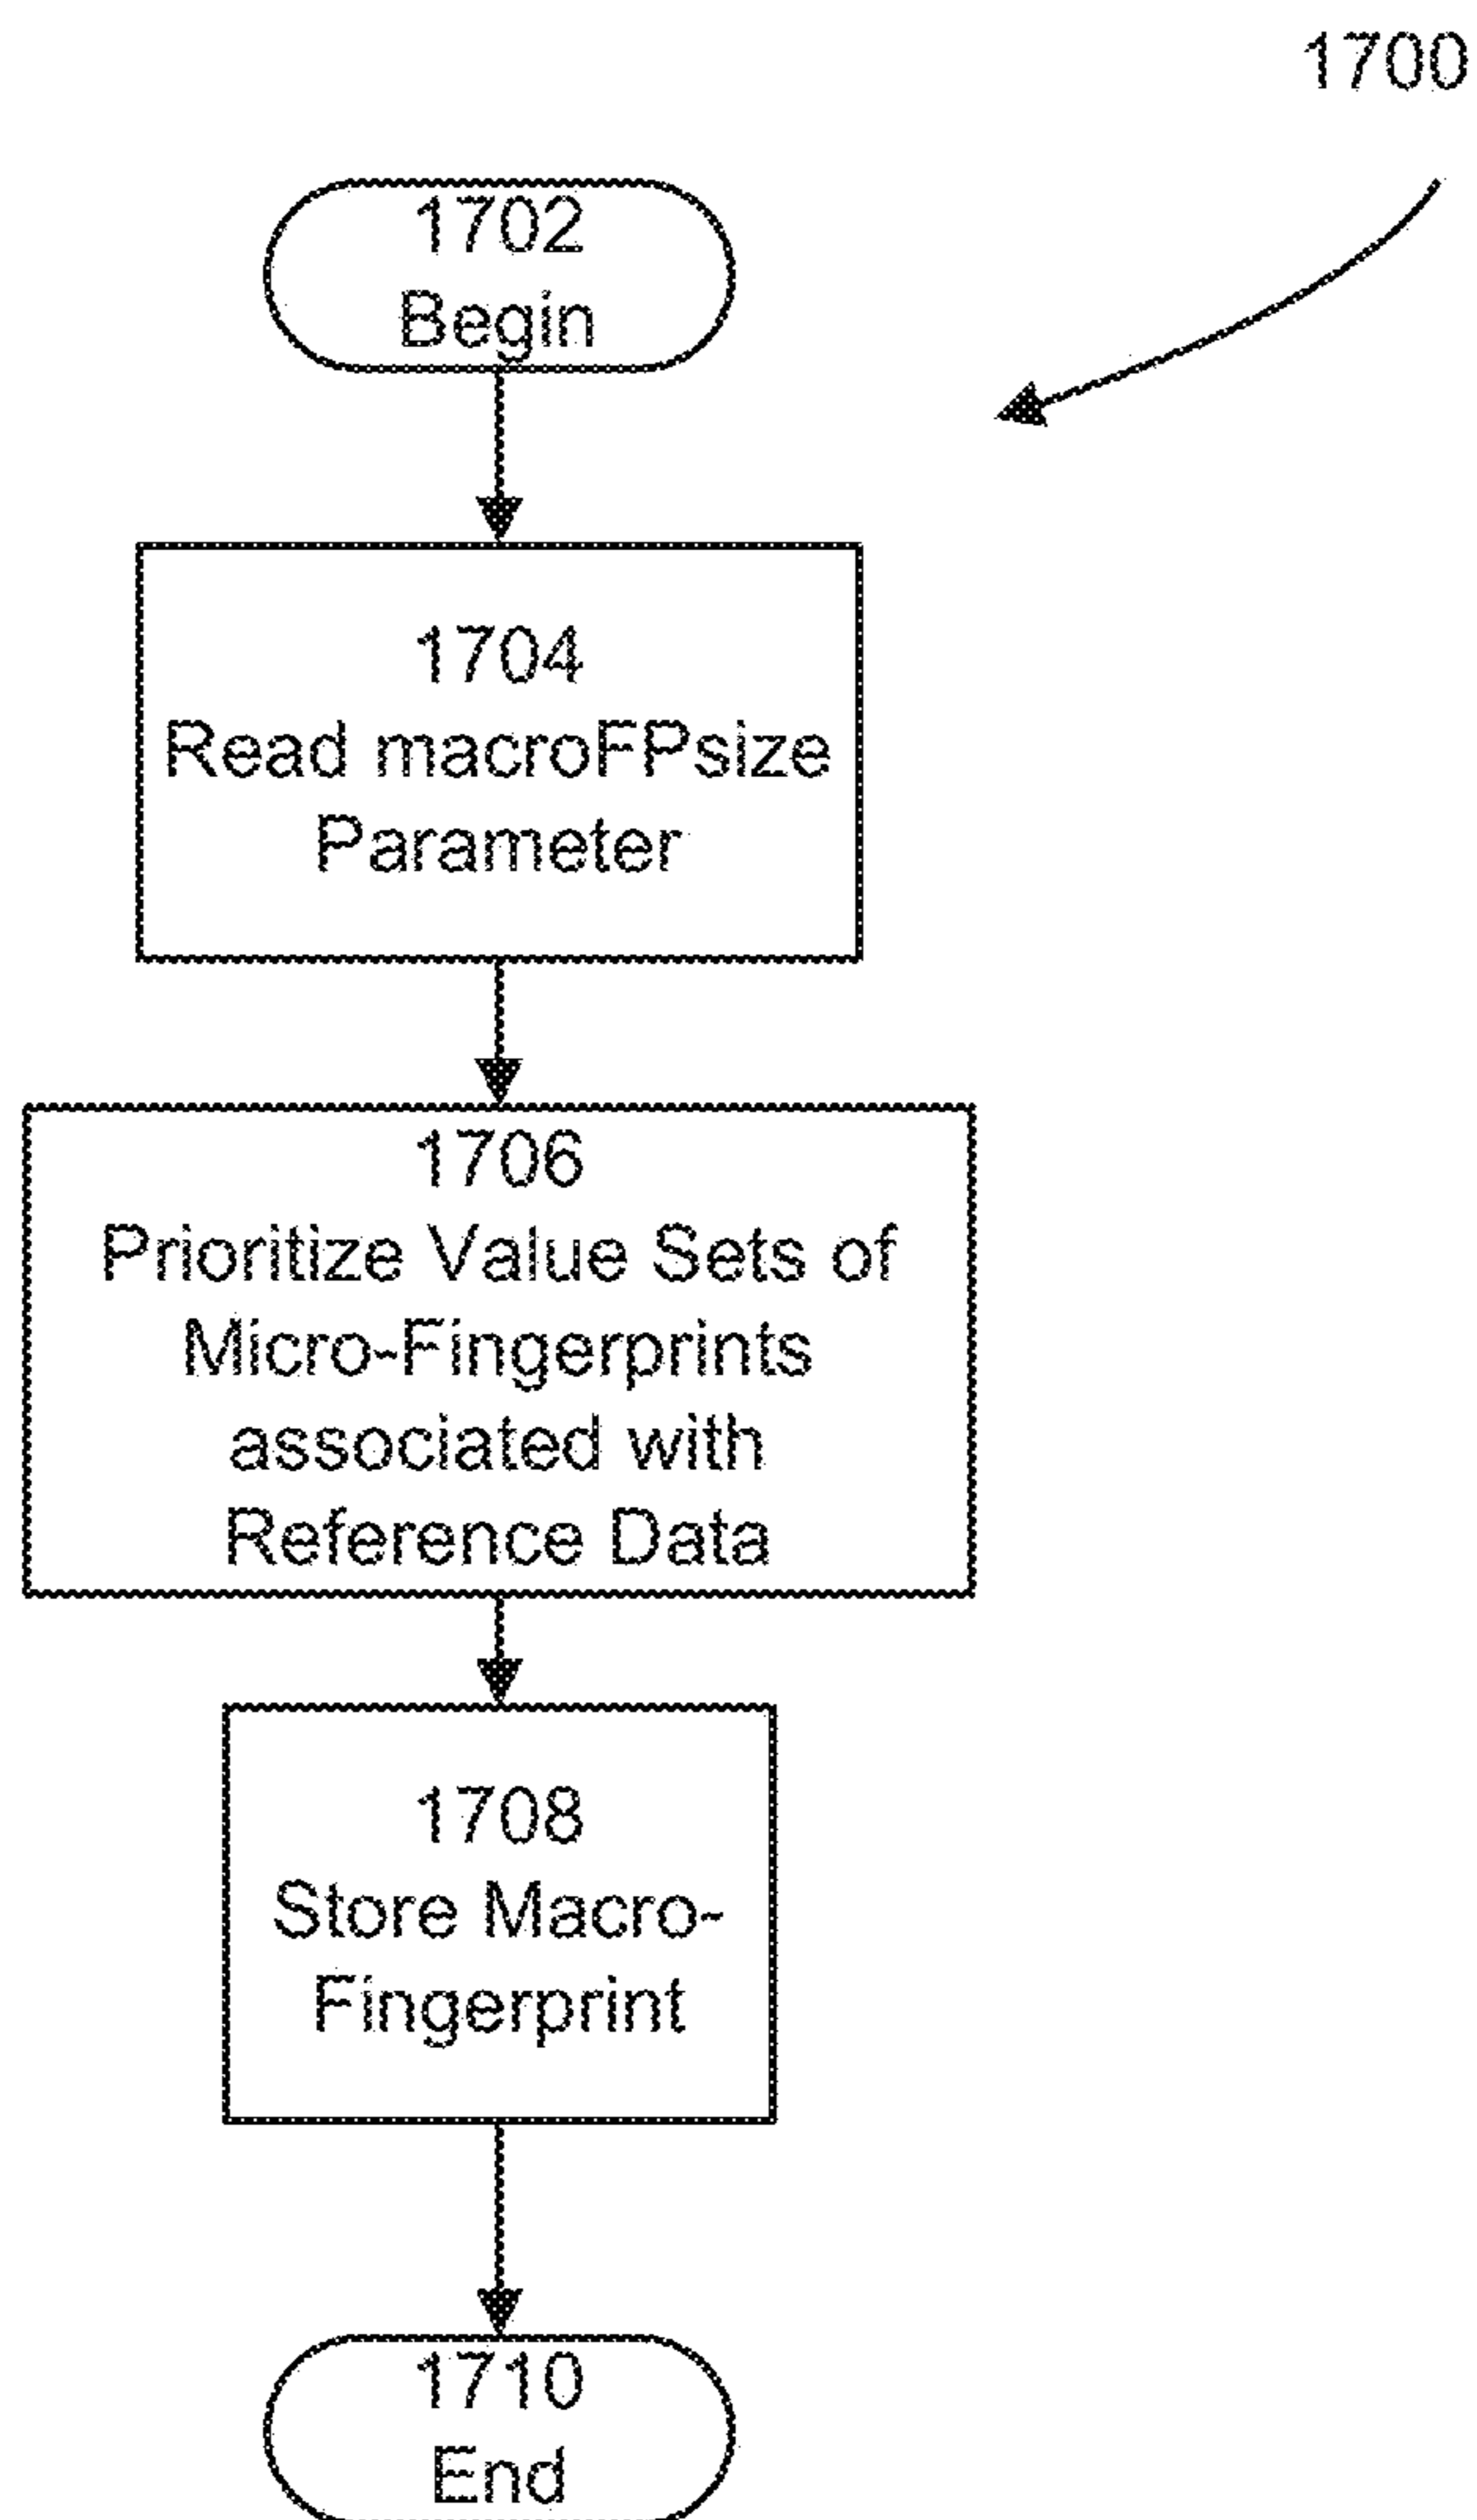 1700
1702
Begin
1704
Read macroFPsize
Parameter
1706
Prioritize Value Sets of
Micro-Fingerprints
associated with
Reference Data
1708
Store Macro-
Fingerprint
1710
End